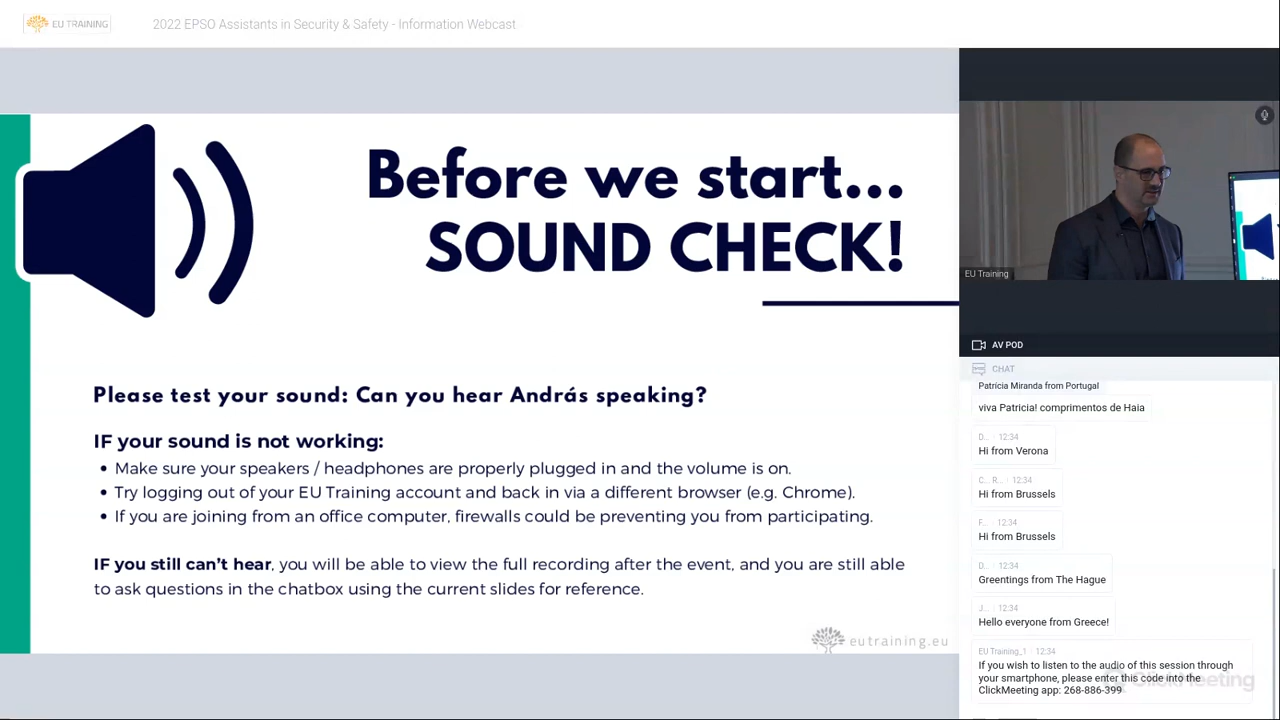 EU TRAINING
2022 EPSO Assistants in Security & Safety - Information Webcast
Before we start...
SOUND CHECK!
Please test your sound: Can you hear András speaking?
IF your sound is not working:
• Make sure your speakers / headphones are properly plugged in and the volume is on.
• Try logging out of your EU Training account and back in via a different browser (e.g. Chrome).
• If you are joining from an office computer, firewalls could be preventing you from participating.
IF you still can't hear, you will be able to view the full recording after the event, and you are still able
to ask questions in the chatbox using the current slides for reference.
eutraining.eu
EU Training
AV POD
CHAT
Patrícia Miranda from Portugal
viva Patricia! comprimentos de Haia
D... · 12:34
Hi from Verona
C... R... · 12:34
Hi from Brussels
F... · 12:34
Hi from Brussels
D... · 12:34
Greentings from The Hague
J... · 12:34
Hello everyone from Greece!
EU Training_1 · 12:34
If you wish to listen to the audio of this session through
your smartphone, please enter this code into the
ClickMeeting app: 268-886-399
ClickMeeting